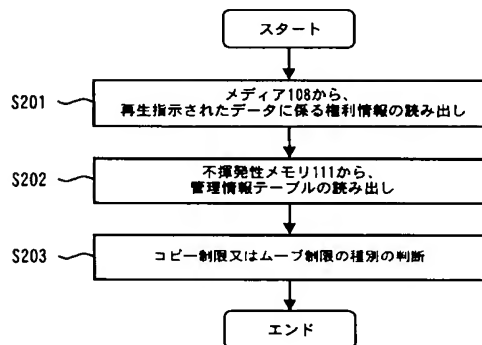 スタート
S201
メディア108から、
再生指示されたデータに係る権利情報の読み出し
S202
不揮発性メモリ111から、
管理情報テーブルの読み出し
S203
コピー制限又はムーブ制限の種別の判断
エンド